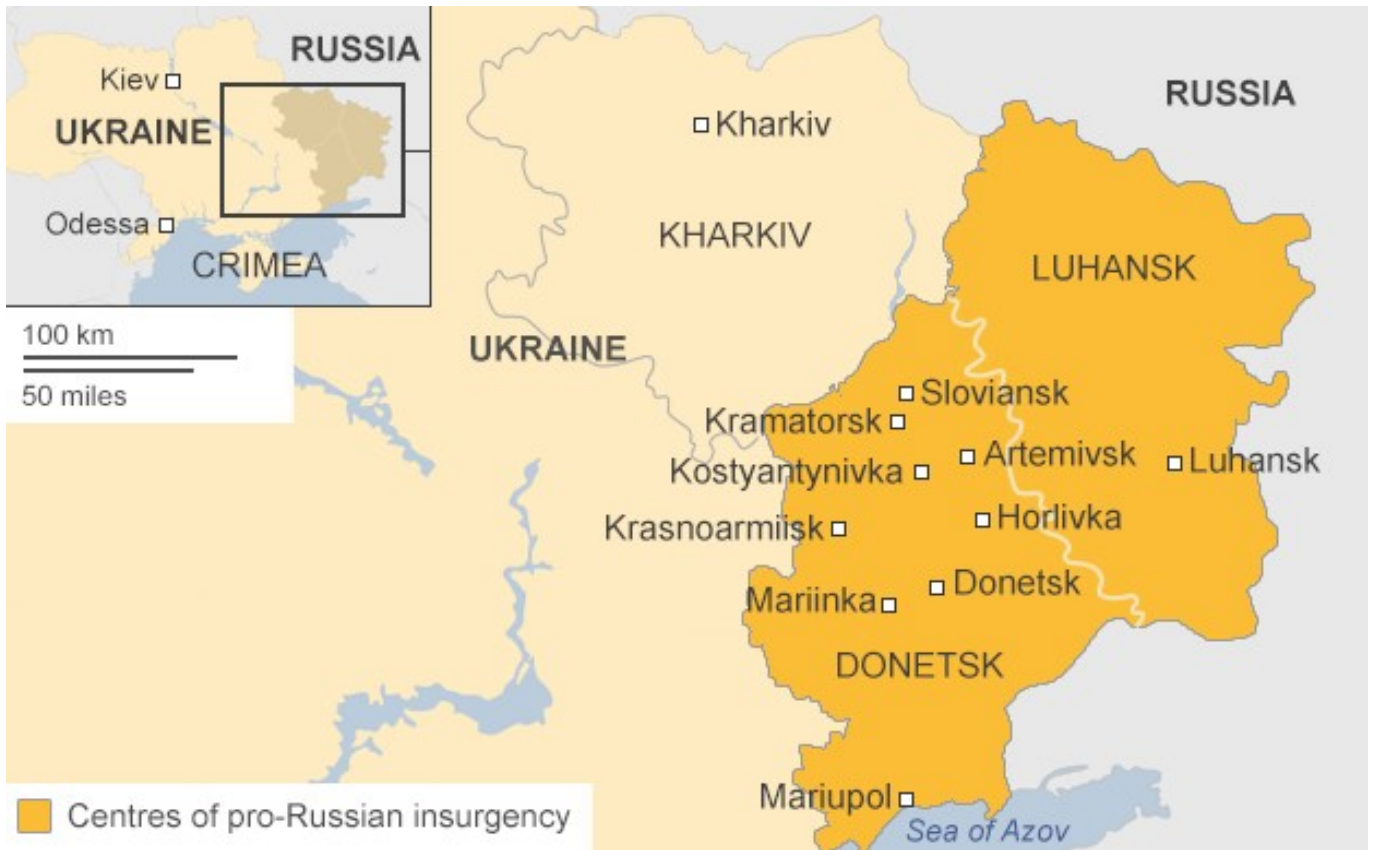 RUSSIA
Kiev
UKRAINE
Odessa
CRIMEA
100 km
50 miles
RUSSIA
Kharkiv
KHARKIV
LUHANSK
UKRAINE
Sloviansk
Kramatorsk
Artemivsk
Luhansk
Kostyantynivka
Horlivka
Krasnoarmiisk
Donetsk
Mariinka
DONETSK
Mariupol
Sea of Azov
Centres of pro-Russian insurgency